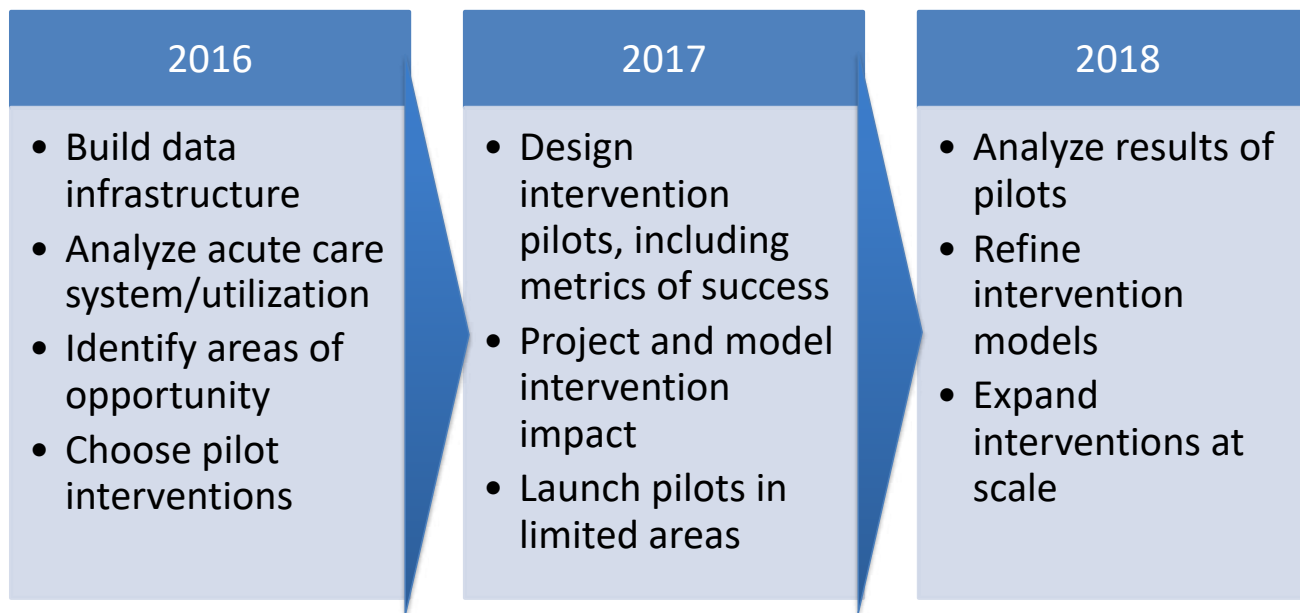 2016
• Build data
infrastructure
• Analyze acute care
system/utilization
• Identify areas of
opportunity
• Choose pilot
interventions
2017
• Design
intervention
pilots, including
metrics of success
• Project and model
intervention
impact
• Launch pilots in
limited areas
2018
• Analyze results of
pilots
• Refine
intervention
models
• Expand
interventions at
scale